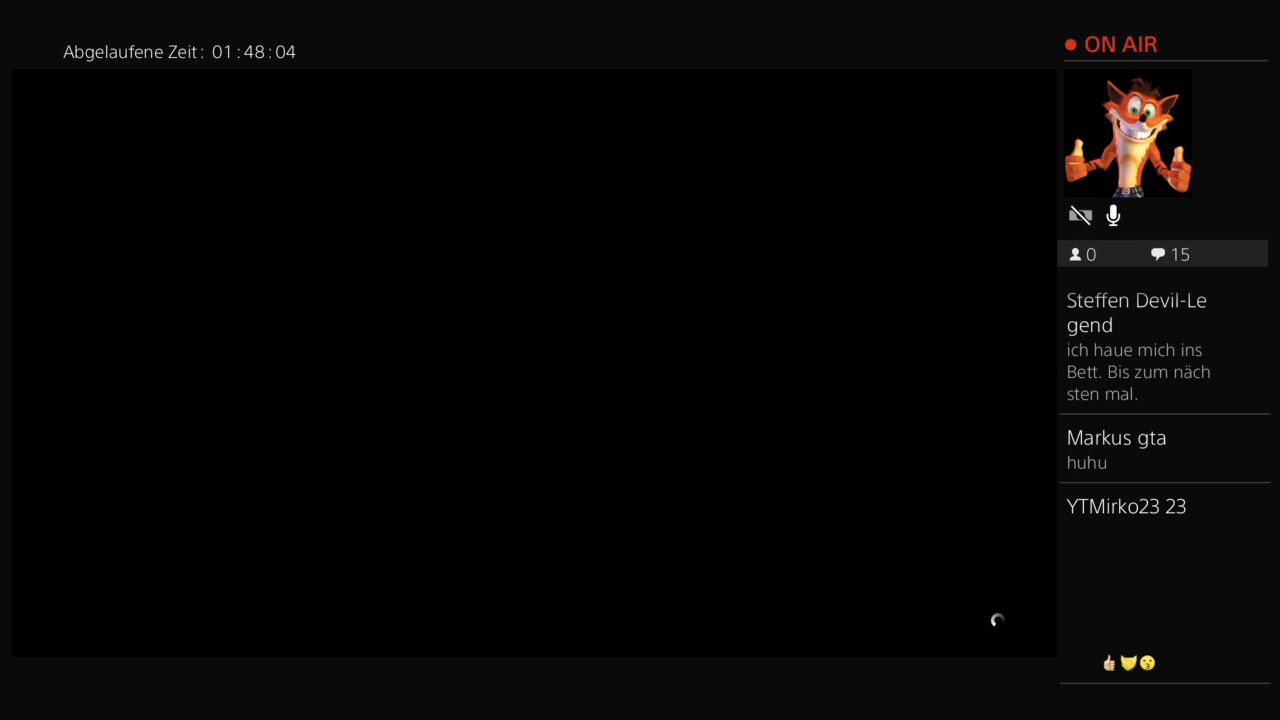 Abgelaufene Zeit: 01:48:04
ON AIR
0
15
Steffen Devil-Le
gend
ich haue mich ins
Bett. Bis zum näch
sten mal.
Markus gta
huhu
YTMirko23 23